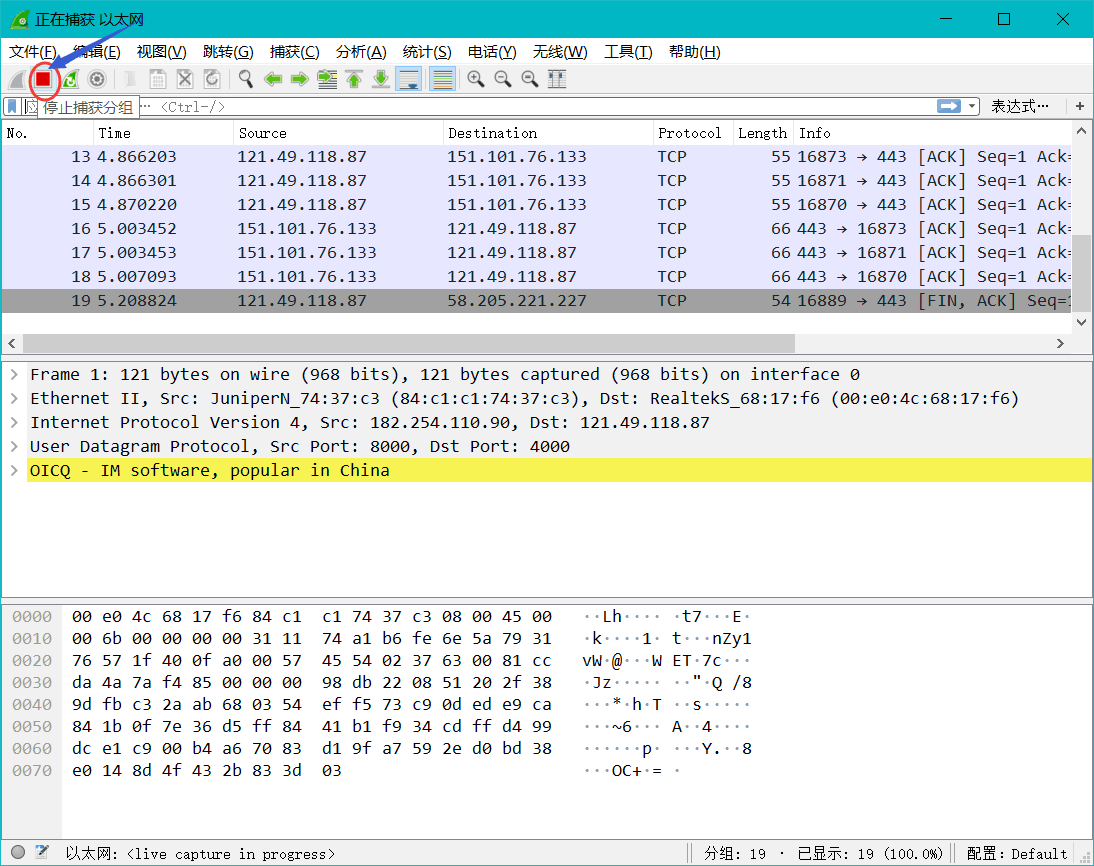 正在捕获 以太网
文件(F) 编辑(E) 视图(V) 跳转(G) 捕获(C) 分析(A) 统计(S) 电话(Y) 无线(W) 工具(T) 帮助(H)
停止捕获分组 ··· <Ctrl-/> 表达式··· +
No. Time Source Destination Protocol Length Info
13 4.866203 121.49.118.87 151.101.76.133 TCP 55 16873 → 443 [ACK] Seq=1 Ack=
14 4.866301 121.49.118.87 151.101.76.133 TCP 55 16871 → 443 [ACK] Seq=1 Ack=
15 4.870220 121.49.118.87 151.101.76.133 TCP 55 16870 → 443 [ACK] Seq=1 Ack=
16 5.003452 151.101.76.133 121.49.118.87 TCP 66 443 → 16873 [ACK] Seq=1 Ack=
17 5.003453 151.101.76.133 121.49.118.87 TCP 66 443 → 16871 [ACK] Seq=1 Ack=
18 5.007093 151.101.76.133 121.49.118.87 TCP 66 443 → 16870 [ACK] Seq=1 Ack=
19 5.208824 121.49.118.87 58.205.221.227 TCP 54 16889 → 443 [FIN, ACK] Seq=1
Frame 1: 121 bytes on wire (968 bits), 121 bytes captured (968 bits) on interface 0
Ethernet II, Src: JuniperN_74:37:c3 (84:c1:c1:74:37:c3), Dst: RealtekS_68:17:f6 (00:e0:4c:68:17:f6)
Internet Protocol Version 4, Src: 182.254.110.90, Dst: 121.49.118.87
User Datagram Protocol, Src Port: 8000, Dst Port: 4000
OICQ - IM software, popular in China
0000 00 e0 4c 68 17 f6 84 c1 c1 74 37 c3 08 00 45 00 ··Lh···· ·t7···E·
0010 00 6b 00 00 00 00 31 11 74 a1 b6 fe 6e 5a 79 31 ·k····1· t···nZy1
0020 76 57 1f 40 0f a0 00 57 45 54 02 37 63 00 81 cc vW·@···W ET·7c···
0030 da 4a 7a f4 85 00 00 00 98 db 22 08 51 20 2f 38 ·Jz····· ··"·Q /8
0040 9d fb c3 2a ab 68 03 54 ef f5 73 c9 0d ed e9 ca ···*·h·T ··s·····
0050 84 1b 0f 7e 36 d5 ff 84 41 b1 f9 34 cd ff d4 99 ···~6··· A··4····
0060 dc e1 c9 00 b4 a6 70 83 d1 9f a7 59 2e d0 bd 38 ······p· ···Y.··8
0070 e0 14 8d 4f 43 2b 83 3d 03 ···OC+·= ·
以太网: <live capture in progress> 分组: 19 · 已显示: 19 (100.0%) 配置: Default